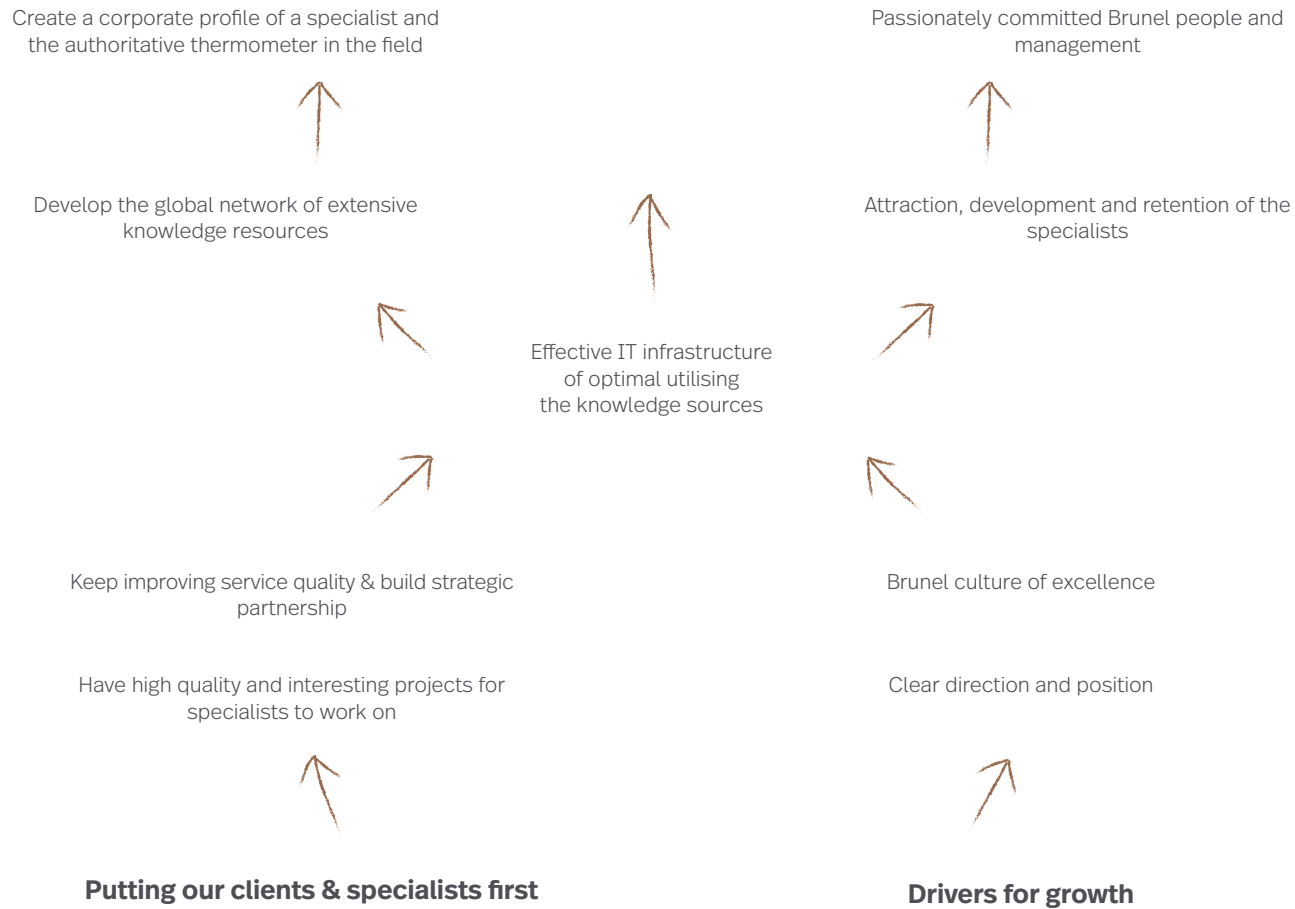 Create a corporate profile of a specialist and
the authoritative thermometer in the field
Passionately committed Brunel people and
management
Develop the global network of extensive
knowledge resources
Attraction, development and retention of the
specialists
Effective IT infrastructure
of optimal utilising
the knowledge sources
Keep improving service quality & build strategic
partnership
Brunel culture of excellence
Have high quality and interesting projects for
specialists to work on
Clear direction and position
Putting our clients & specialists first
Drivers for growth